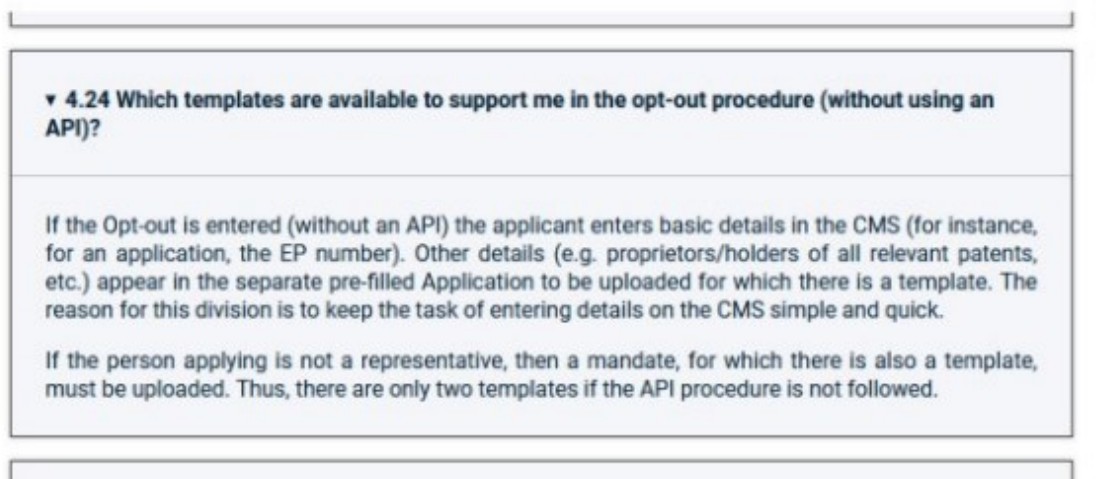 ▾ 4.24 Which templates are available to support me in the opt-out procedure (without using an
API)?
If the Opt-out is entered (without an API) the applicant enters basic details in the CMS (for instance,
for an application, the EP number). Other details (e.g. proprietors/holders of all relevant patents,
etc.) appear in the separate pre-filled Application to be uploaded for which there is a template. The
reason for this division is to keep the task of entering details on the CMS simple and quick.
If the person applying is not a representative, then a mandate, for which there is also a template,
must be uploaded. Thus, there are only two templates if the API procedure is not followed.